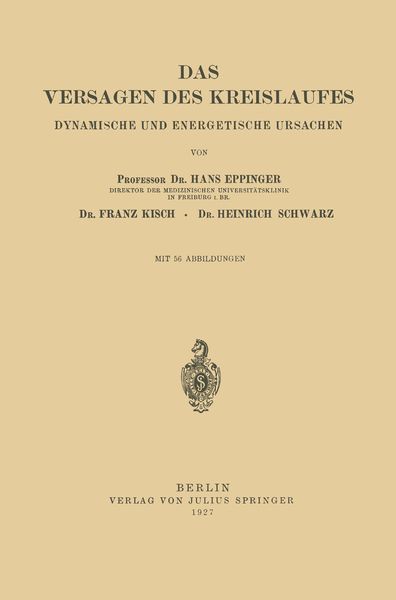 DAS
VERSAGEN DES KREISLAUFES
DYNAMISCHE UND ENERGETISCHE URSACHEN
VON
PROFESSOR DR. HANS EPPINGER
DIREKTOR DER MEDIZINISCHEN UNIVERSITÄTSKLINIK
IN FREIBURG I. BR.
DR. FRANZ KISCH • DR. HEINRICH SCHWARZ
MIT 56 ABBILDUNGEN
S
BERLIN
VERLAG VON JULIUS SPRINGER
1927